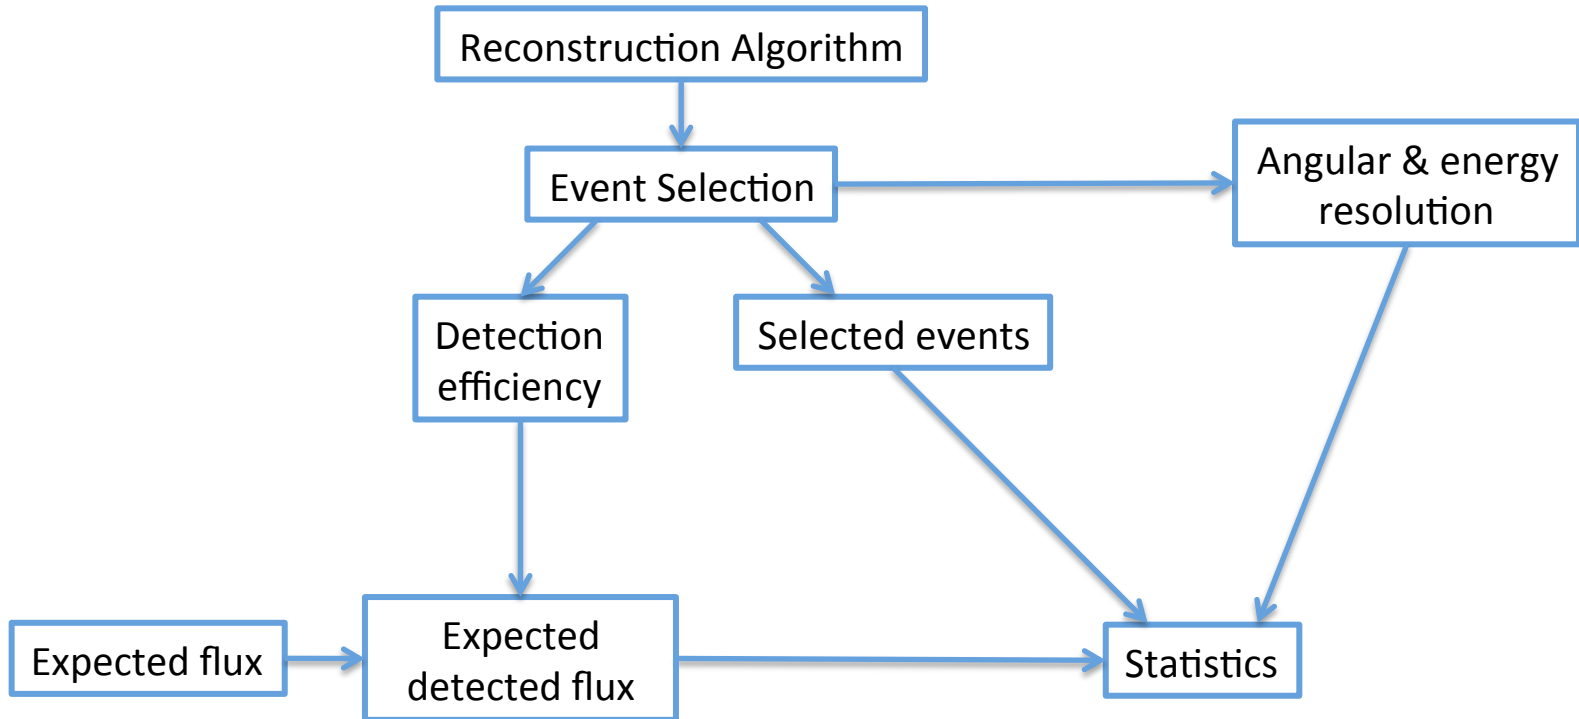 Reconstruction Algorithm
Event Selection
Angular & energy
resolution
Detection
efficiency
Selected events
Expected flux
Expected
detected flux
Statistics